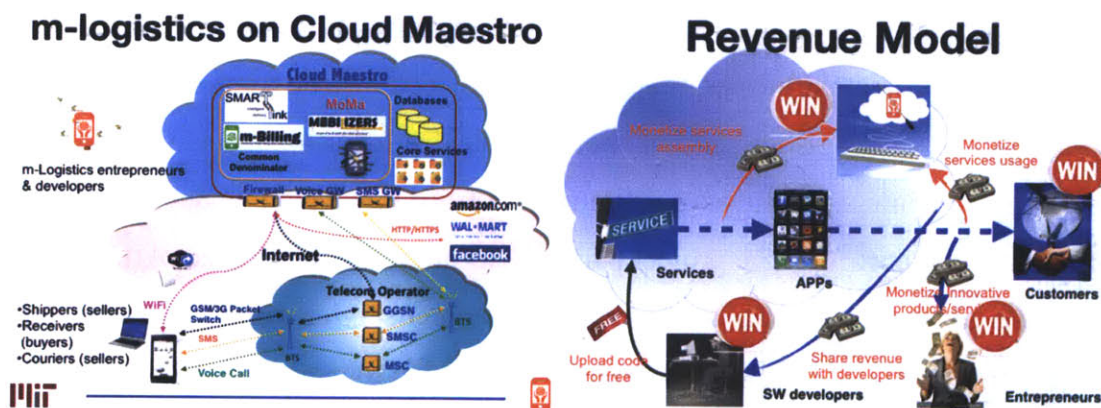 m-logistics on Cloud Maestro
Cloud Maestro
SMAR
link
MoMa
MEBILIZERS
m-Billing
Common
Denominator
Databases
Core Services
m-Logistics entrepreneurs
& developers
Firewall
Voice GW
SMS GW
amazon.com
WAL-MART
facebook
HTTP/HTTPS
Internet
WiFi
•Shippers (sellers)
•Receivers
(buyers)
•Couriers (sellers)
Telecom Operator
GSM/3G Packet
Switch
SMS
Voice Call
BTS
GGSN
SMSC
MSC
BTS
Revenue Model
WIN
Monetize services
assembly
Monetize
services usage
WIN
SERVICE
Services
APPs
Customers
Monetize Innovative
products/servi
WIN
FREE
Upload code
for free
Share revenue
with developers
SW developers
Entrepreneurs